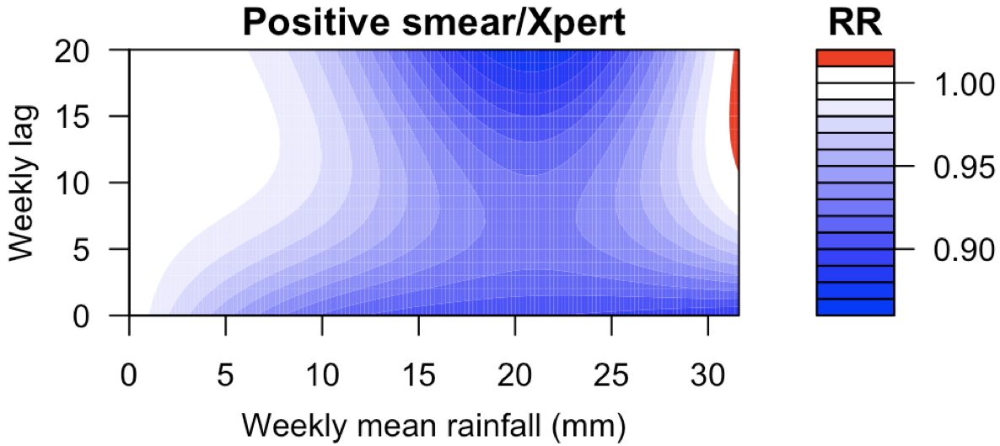 Positive smear/Xpert
RR
Weekly lag
20
15
10
5
0
0 5 10 15 20 25 30
Weekly mean rainfall (mm)
1.00
0.95
0.90